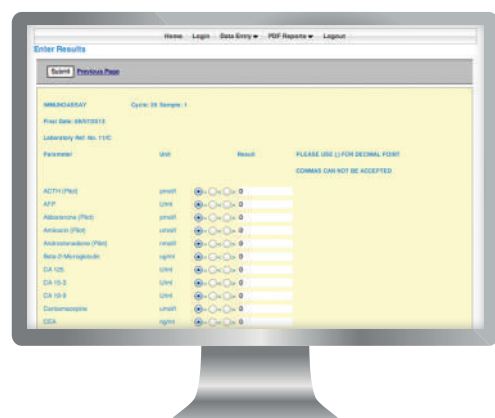 Home Login Data Entry PDF Reports Logout
Enter Results
Submit Previous Page
IMMUNOASSAY Cycle: 35 Sample: 1
Final Date:
Laboratory Ref. No. 11/C
Parameter Unit Result PLEASE USE (.) FOR DECIMAL POINT
COMMAS CAN NOT BE ACCEPTED
ACTH (Pilot) pmol/l = < > 0
AFP U/ml = < > 0
Aldosterone (Pilot) pmol/l = < > 0
Amikacin (Pilot) umol/l = < > 0
Androstenedione (Pilot) nmol/l = < > 0
Beta-2-Microglobulin ug/ml = < > 0
CA 125 U/ml = < > 0
CA 15-3 U/ml = < > 0
CA 19-9 U/ml = < > 0
Carbamazepine umol/l = < > 0
CEA ng/ml = < > 0